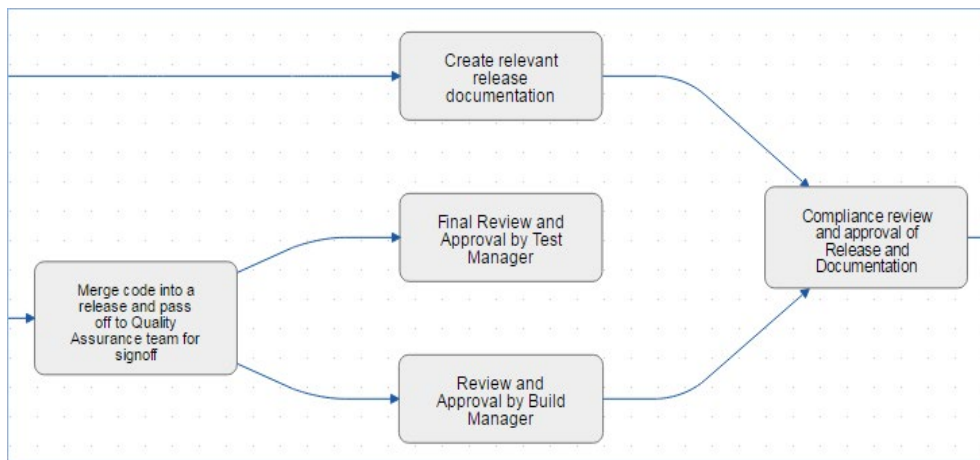 Create relevant
release
documentation
Final Review and
Approval by Test
Manager
Compliance review
and approval of
Release and
Documentation
Merge code into a
release and pass
off to Quality
Assurance team for
signoff
Review and
Approval by Build
Manager